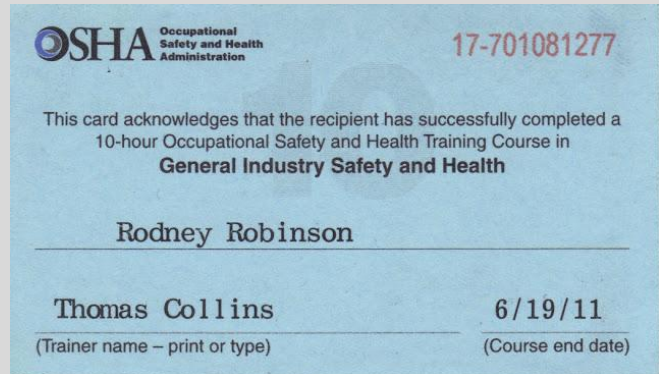 OSHA Occupational
Safety and Health
Administration
17-701081277
10
This card acknowledges that the recipient has successfully completed a
10-hour Occupational Safety and Health Training Course in
General Industry Safety and Health
Rodney Robinson
Thomas Collins 6/19/11
(Trainer name – print or type) (Course end date)